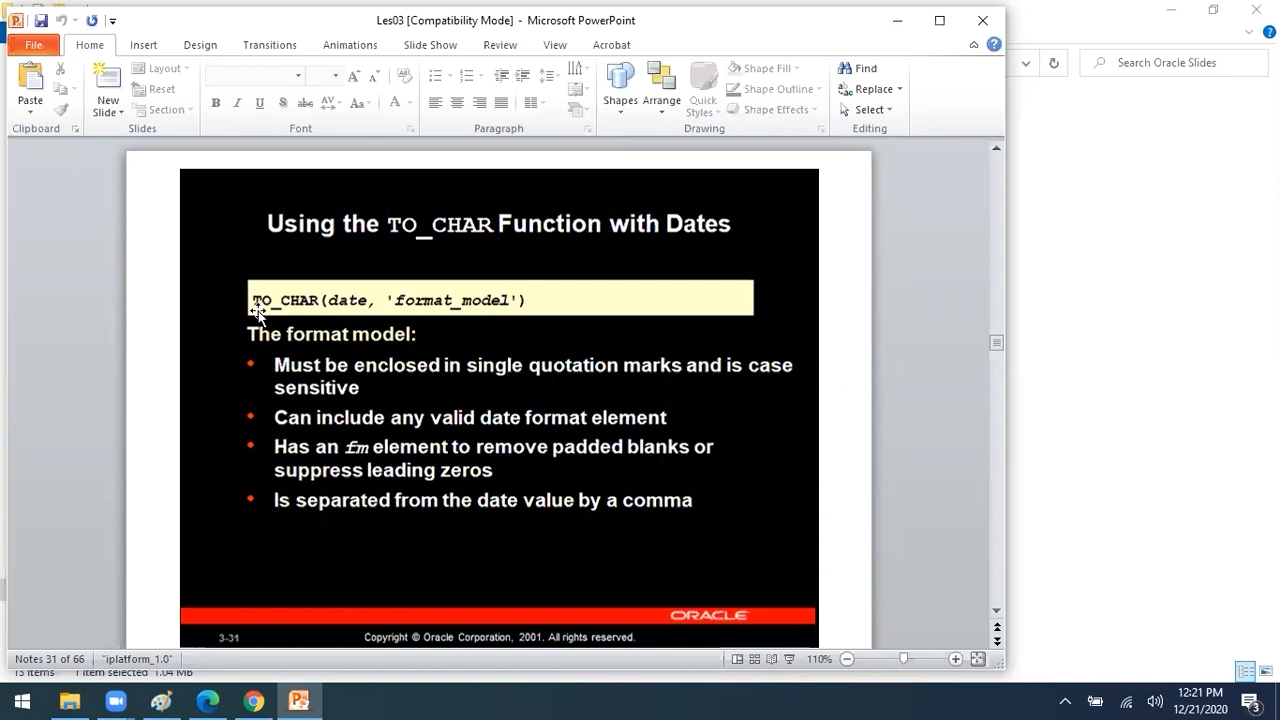 Les03 [Compatibility Mode] - Microsoft PowerPoint
File Home Insert Design Transitions Animations Slide Show Review View Acrobat
Search Oracle Slides
Paste
New
Slide
Layout
Reset
Section
Shapes
Arrange
Quick
Styles
Shape Fill
Shape Outline
Shape Effects
Find
Replace
Select
Clipboard Slides Font Paragraph Drawing Editing
Using the TO_CHAR Function with Dates
TO_CHAR(date, 'format_model')
The format model:
• Must be enclosed in single quotation marks and is case
sensitive
• Can include any valid date format element
• Has an fm element to remove padded blanks or
suppress leading zeros
• Is separated from the date value by a comma
ORACLE
3-31 Copyright © Oracle Corporation, 2001. All rights reserved.
Notes 31 of 66 "iplatform_1.0" 110%
13 items 1 item selected 1.04 MB
12:21 PM
12/21/2020
3